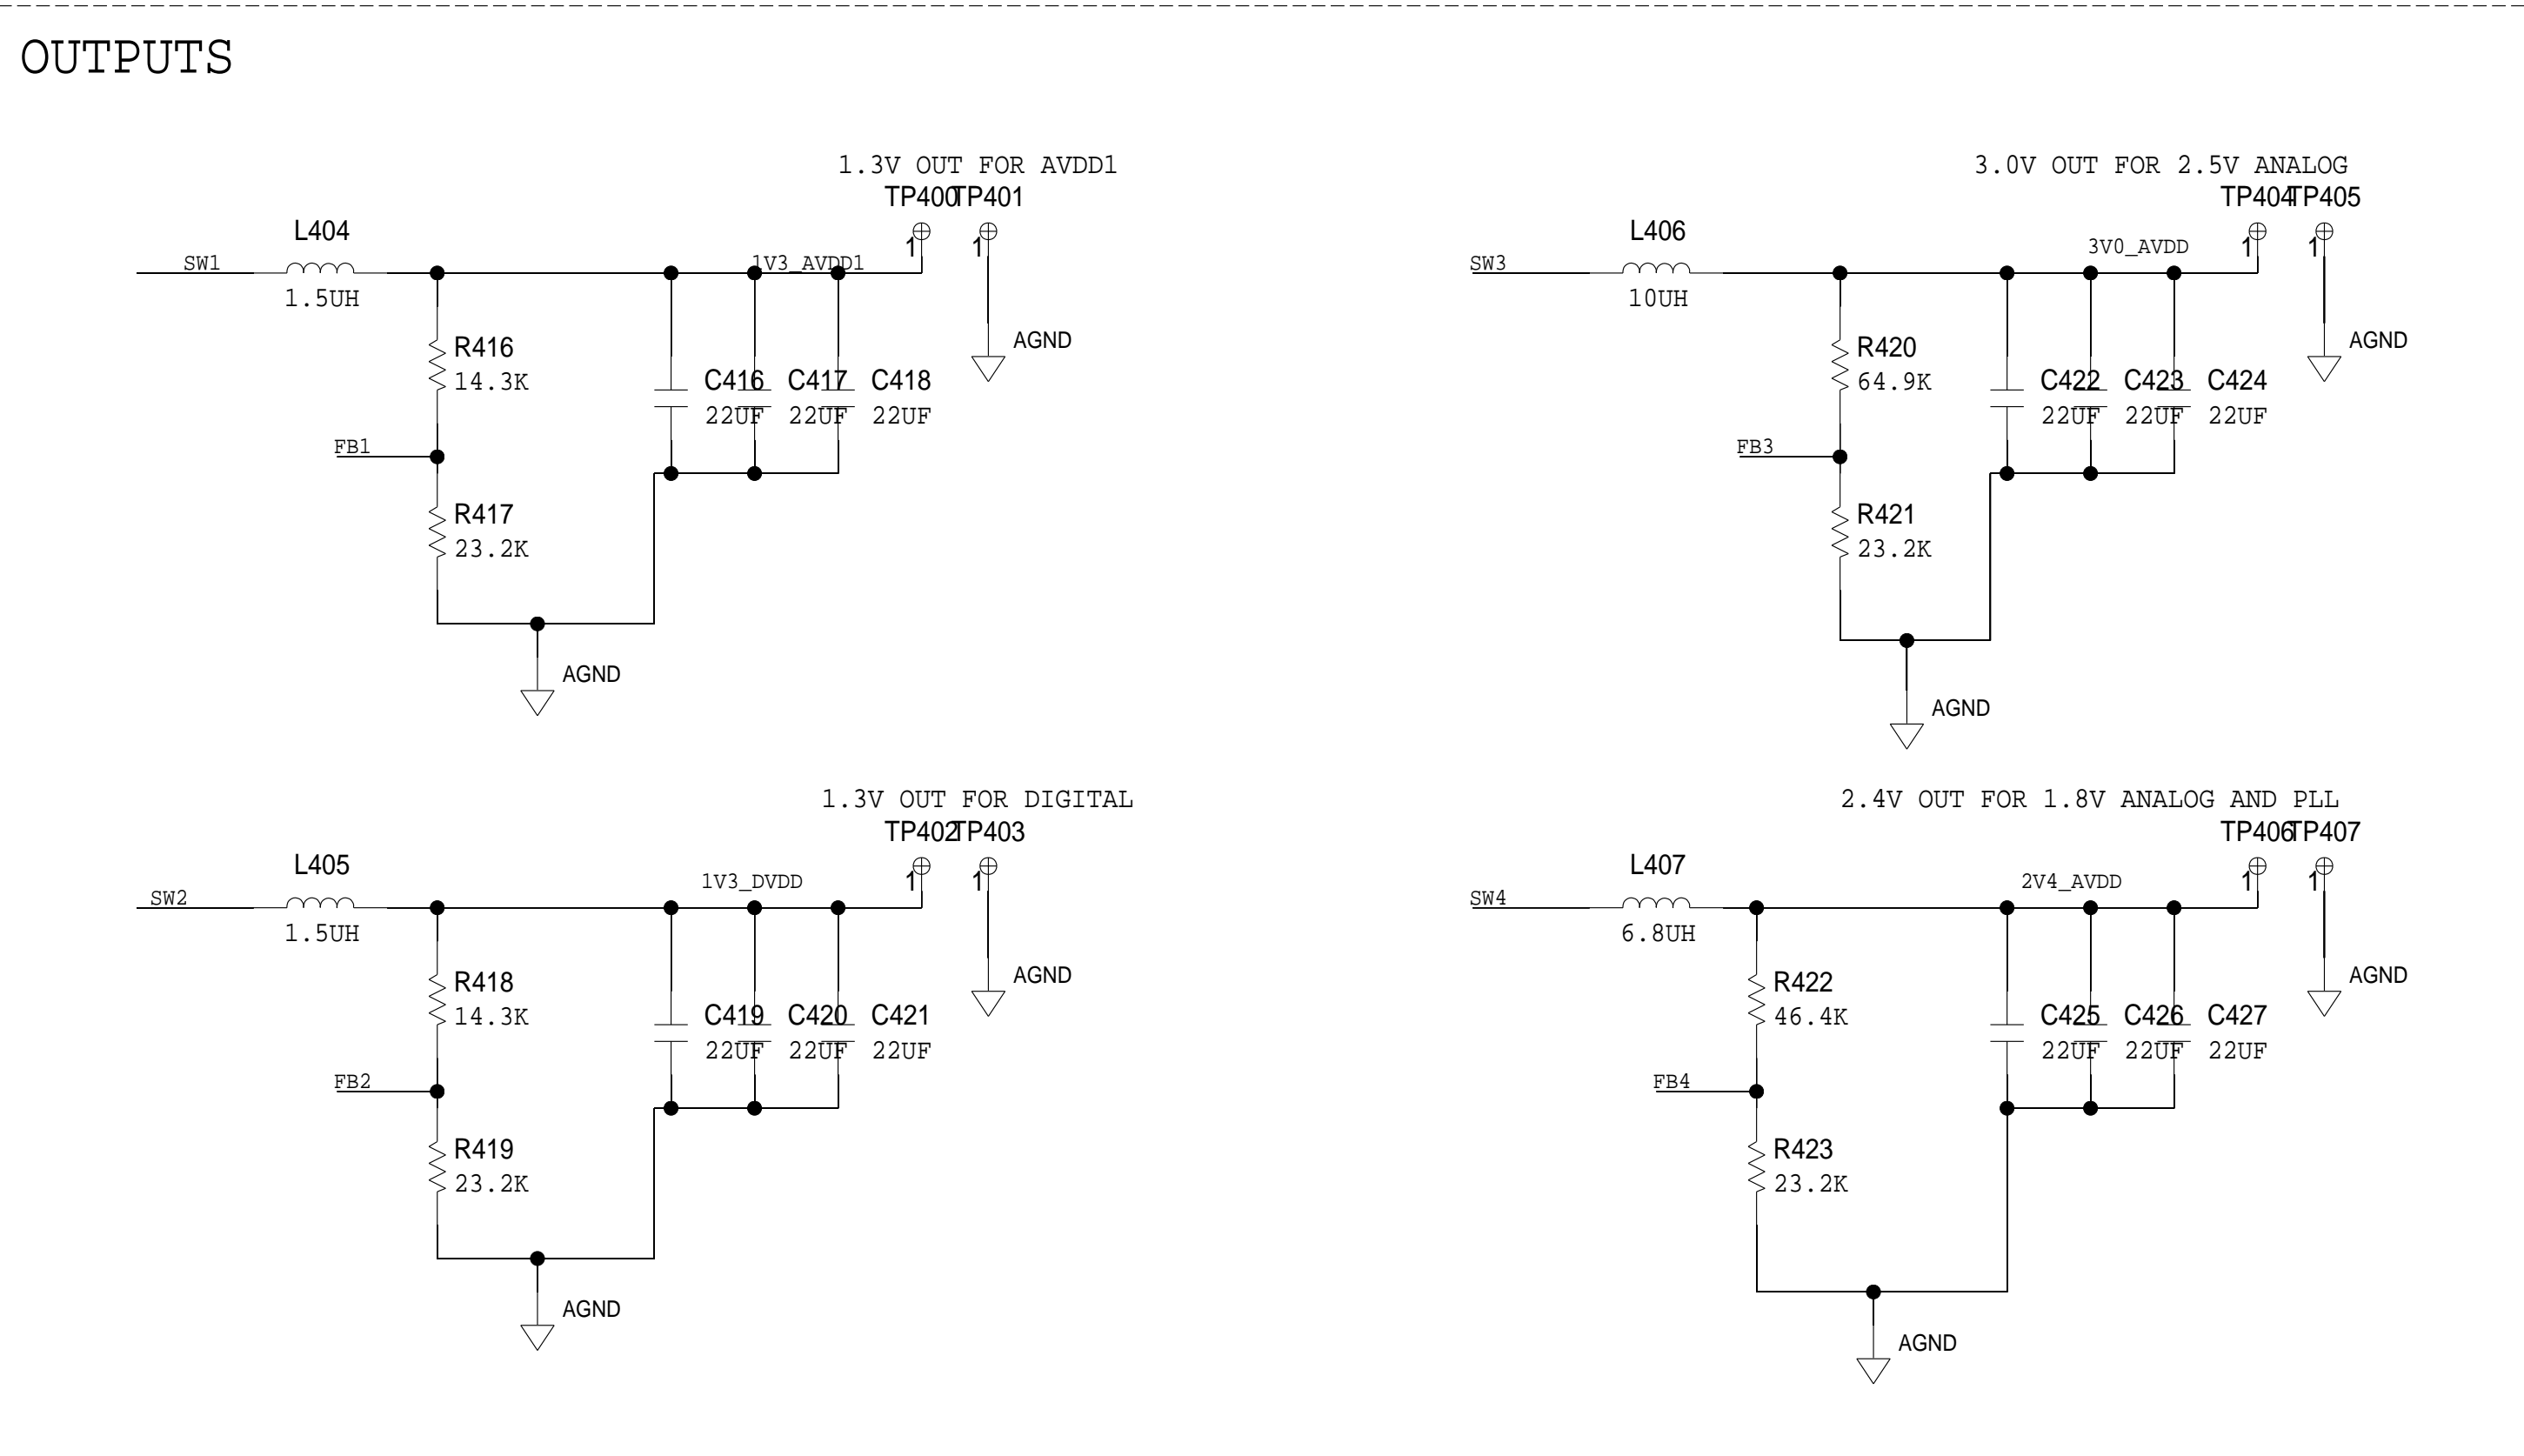 OUTPUTS
1.3V OUT FOR AVDD1
TP400 TP401
L404
SW1
1V3_AVDD1
1 1
1.5UH
AGND
R416
14.3K
C416 C417 C418
22UF 22UF 22UF
FB1
R417
23.2K
AGND
3.0V OUT FOR 2.5V ANALOG
TP404 TP405
L406
SW3
3V0_AVDD
1 1
10UH
AGND
R420
64.9K
C422 C423 C424
22UF 22UF 22UF
FB3
R421
23.2K
AGND
1.3V OUT FOR DIGITAL
TP402 TP403
L405
SW2
1V3_DVDD
1 1
1.5UH
AGND
R418
14.3K
C419 C420 C421
22UF 22UF 22UF
FB2
R419
23.2K
AGND
2.4V OUT FOR 1.8V ANALOG AND PLL
TP406 TP407
L407
SW4
2V4_AVDD
1 1
6.8UH
AGND
R422
46.4K
C425 C426 C427
22UF 22UF 22UF
FB4
R423
23.2K
AGND